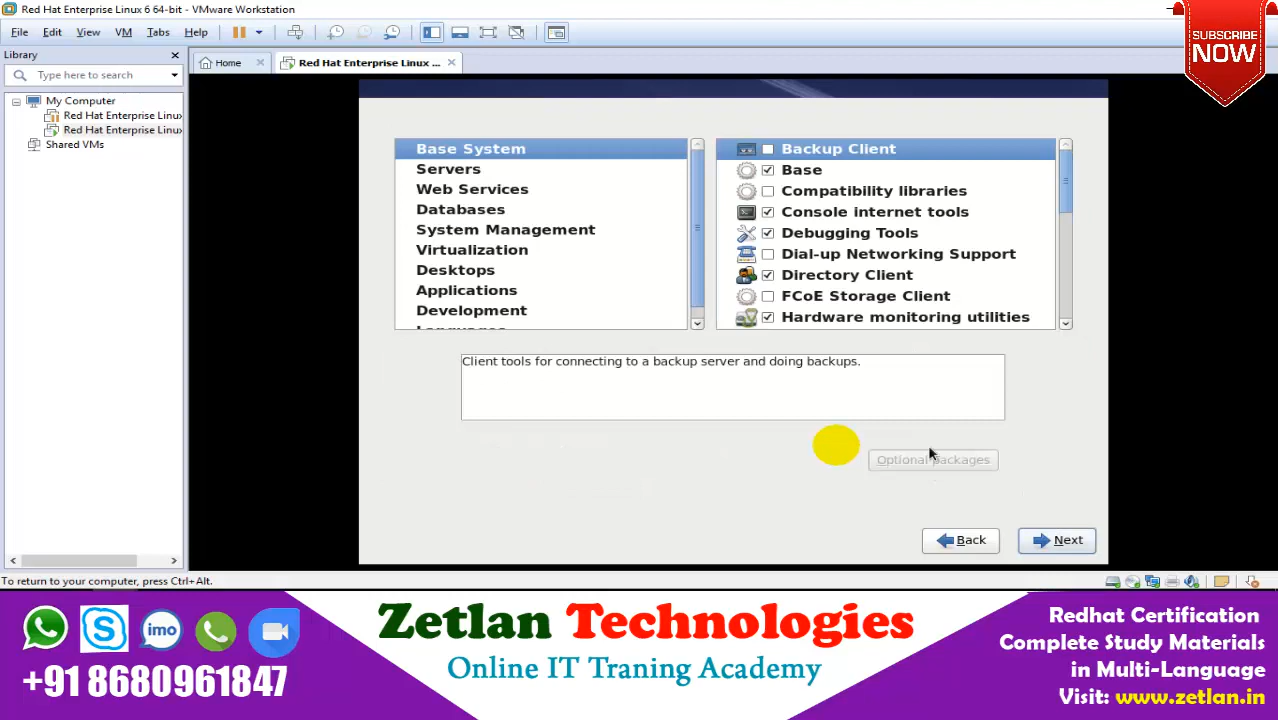 Red Hat Enterprise Linux 6 64-bit - VMware Workstation
File Edit View VM Tabs Help
SUBSCRIBE
NOW
Library
Type here to search
My Computer
Red Hat Enterprise Linux
Red Hat Enterprise Linux
Shared VMs
Home
Red Hat Enterprise Linux ...
Base System
Servers
Web Services
Databases
System Management
Virtualization
Desktops
Applications
Development
Languages
Backup Client
Base
Compatibility libraries
Console internet tools
Debugging Tools
Dial-up Networking Support
Directory Client
FCoE Storage Client
Hardware monitoring utilities
Client tools for connecting to a backup server and doing backups.
Optional packages
Back
Next
To return to your computer, press Ctrl+Alt.
imo
+91 8680961847
Zetlan Technologies
Online IT Traning Academy
Redhat Certification
Complete Study Materials
in Multi-Language
Visit: www.zetlan.in